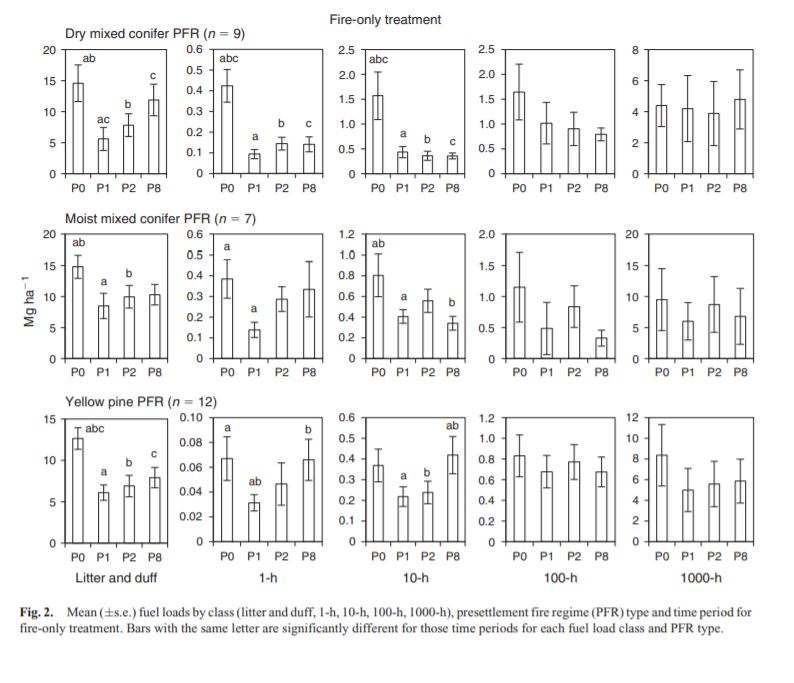 Fire-only treatment
Dry mixed conifer PFR (n = 9)
20 15 10 5 0
ab ac b c
P0 P1 P2 P8
0.6 0.5 0.4 0.3 0.2 0.1 0
abc a b c
P0 P1 P2 P8
2.5 2.0 1.5 1.0 0.5 0
abc a b c
P0 P1 P2 P8
2.5 2.0 1.5 1.0 0.5 0
P0 P1 P2 P8
8 6 4 2 0
P0 P1 P2 P8
Moist mixed conifer PFR (n = 7)
Mg ha−1
20 15 10 5 0
ab a b
P0 P1 P2 P8
0.6 0.5 0.4 0.3 0.2 0.1 0
a a
P0 P1 P2 P8
1.2 1.0 0.8 0.6 0.4 0.2 0
ab a b
P0 P1 P2 P8
2.0 1.5 1.0 0.5 0
P0 P1 P2 P8
20 15 10 5 0
P0 P1 P2 P8
Yellow pine PFR (n = 12)
15 10 5 0
abc a b c
P0 P1 P2 P8
Litter and duff
0.10 0.08 0.06 0.04 0.02 0
a ab b
P0 P1 P2 P8
1-h
0.6 0.5 0.4 0.3 0.2 0.1 0
a b ab
P0 P1 P2 P8
10-h
1.2 1.0 0.8 0.6 0.4 0.2 0
P0 P1 P2 P8
100-h
12 10 8 6 4 2 0
P0 P1 P2 P8
1000-h
Fig. 2. Mean (±s.e.) fuel loads by class (litter and duff, 1-h, 10-h, 100-h, 1000-h), presettlement fire regime (PFR) type and time period for
fire-only treatment. Bars with the same letter are significantly different for those time periods for each fuel load class and PFR type.